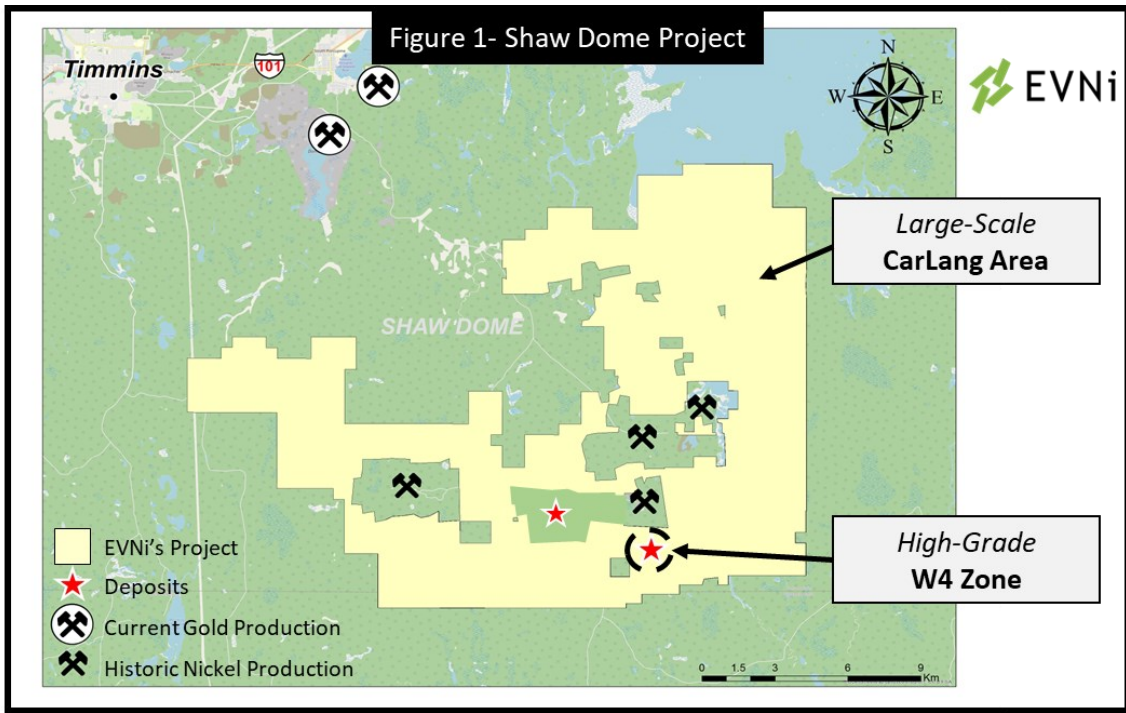 Figure 1- Shaw Dome Project
Timmins
101
N
W
E
S
EVNi
Large-Scale
CarLang Area
SHAW DOME
High-Grade
W4 Zone
EVNi's Project
Deposits
Current Gold Production
Historic Nickel Production
0 1.5 3 6 9
Km